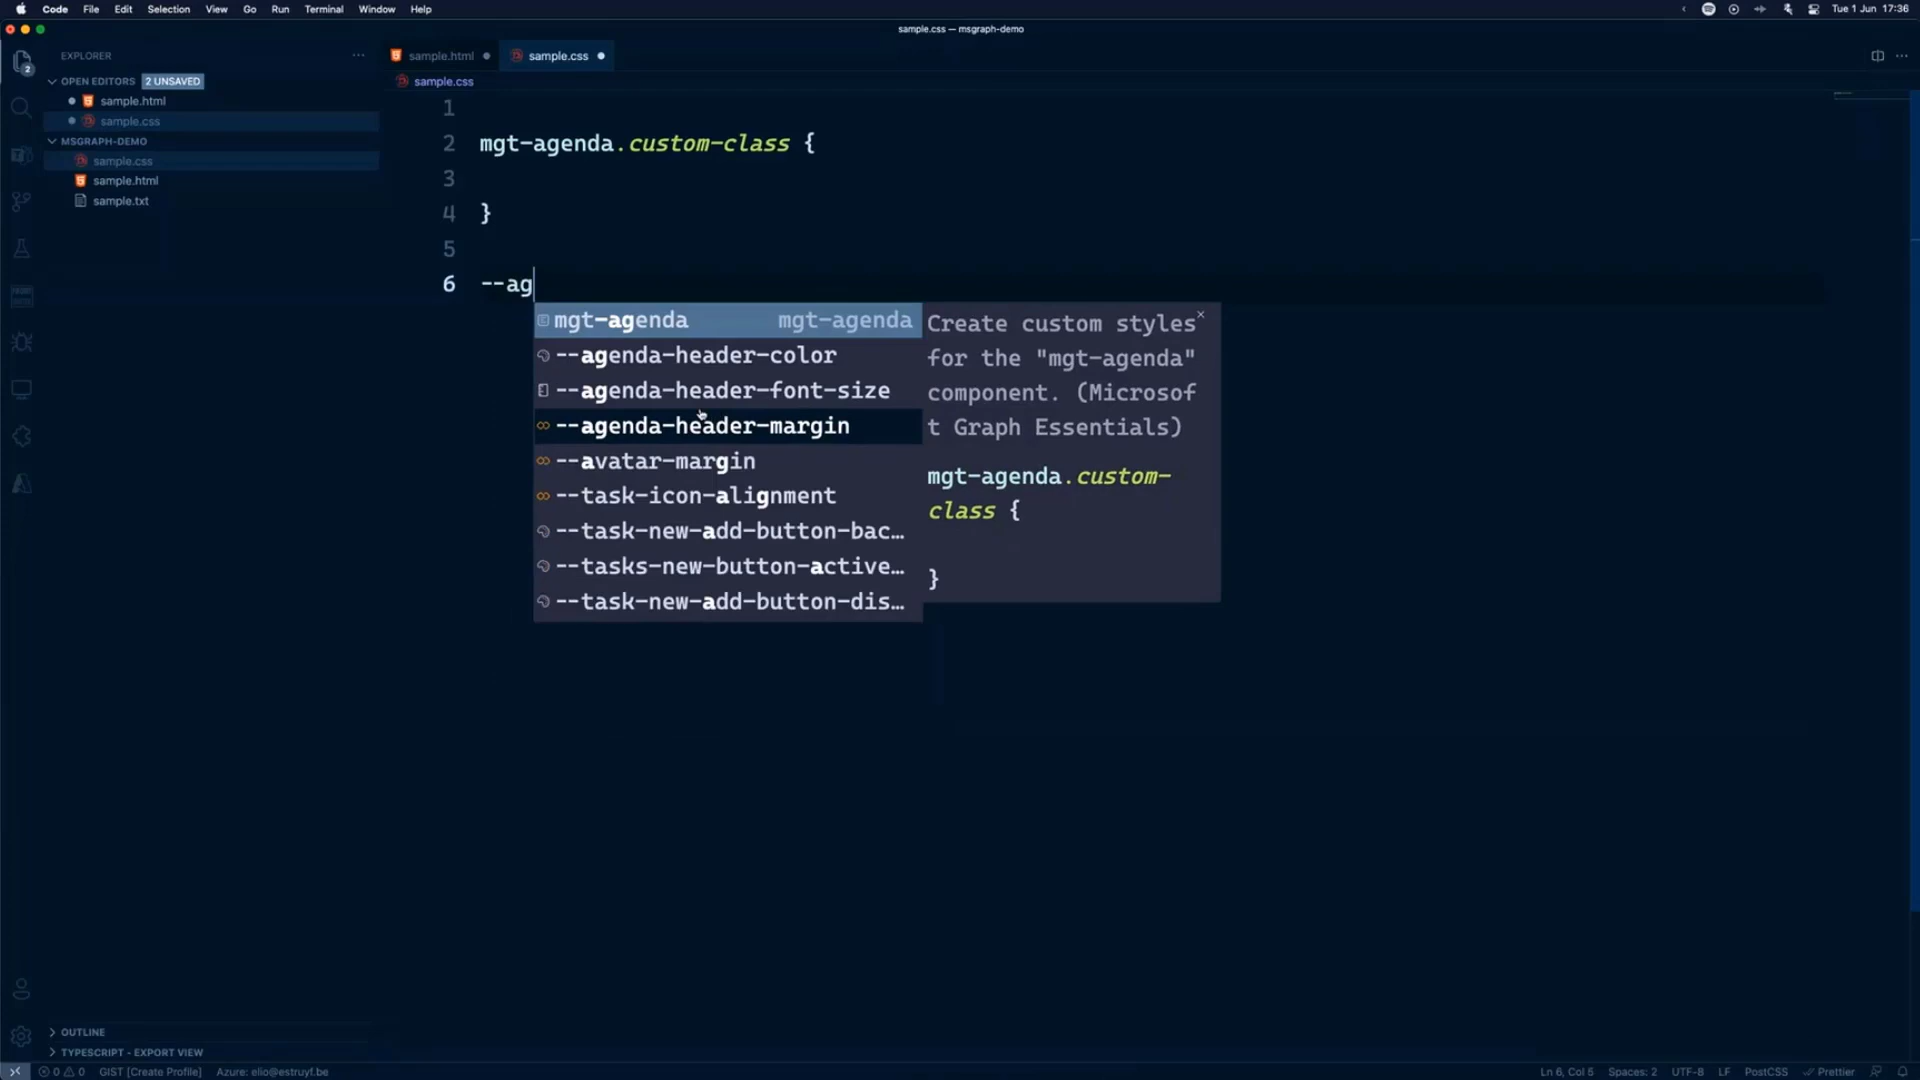 Code File Edit Selection View Go Run Terminal Window Help
Tue 1 Jun 17:36
sample.css — msgraph-demo
EXPLORER
OPEN EDITORS 2 UNSAVED
sample.html
sample.css
MSGRAPH-DEMO
sample.css
sample.html
sample.txt
OUTLINE
TYPESCRIPT - EXPORT VIEW
2
sample.html
sample.css
sample.css
1
2 mgt-agenda.custom-class {
3
4 }
5
6 --ag
mgt-agenda mgt-agenda
--agenda-header-color
--agenda-header-font-size
--agenda-header-margin
--avatar-margin
--task-icon-alignment
--task-new-add-button-bac…
--tasks-new-button-active…
--task-new-add-button-dis…
Create custom styles
for the "mgt-agenda"
component. (Microsof
t Graph Essentials)
mgt-agenda.custom-
class {
}
0 0 GIST [Create Profile] Azure: elio@estruyf.be
Ln 6, Col 5 Spaces: 2 UTF-8 LF PostCSS Prettier